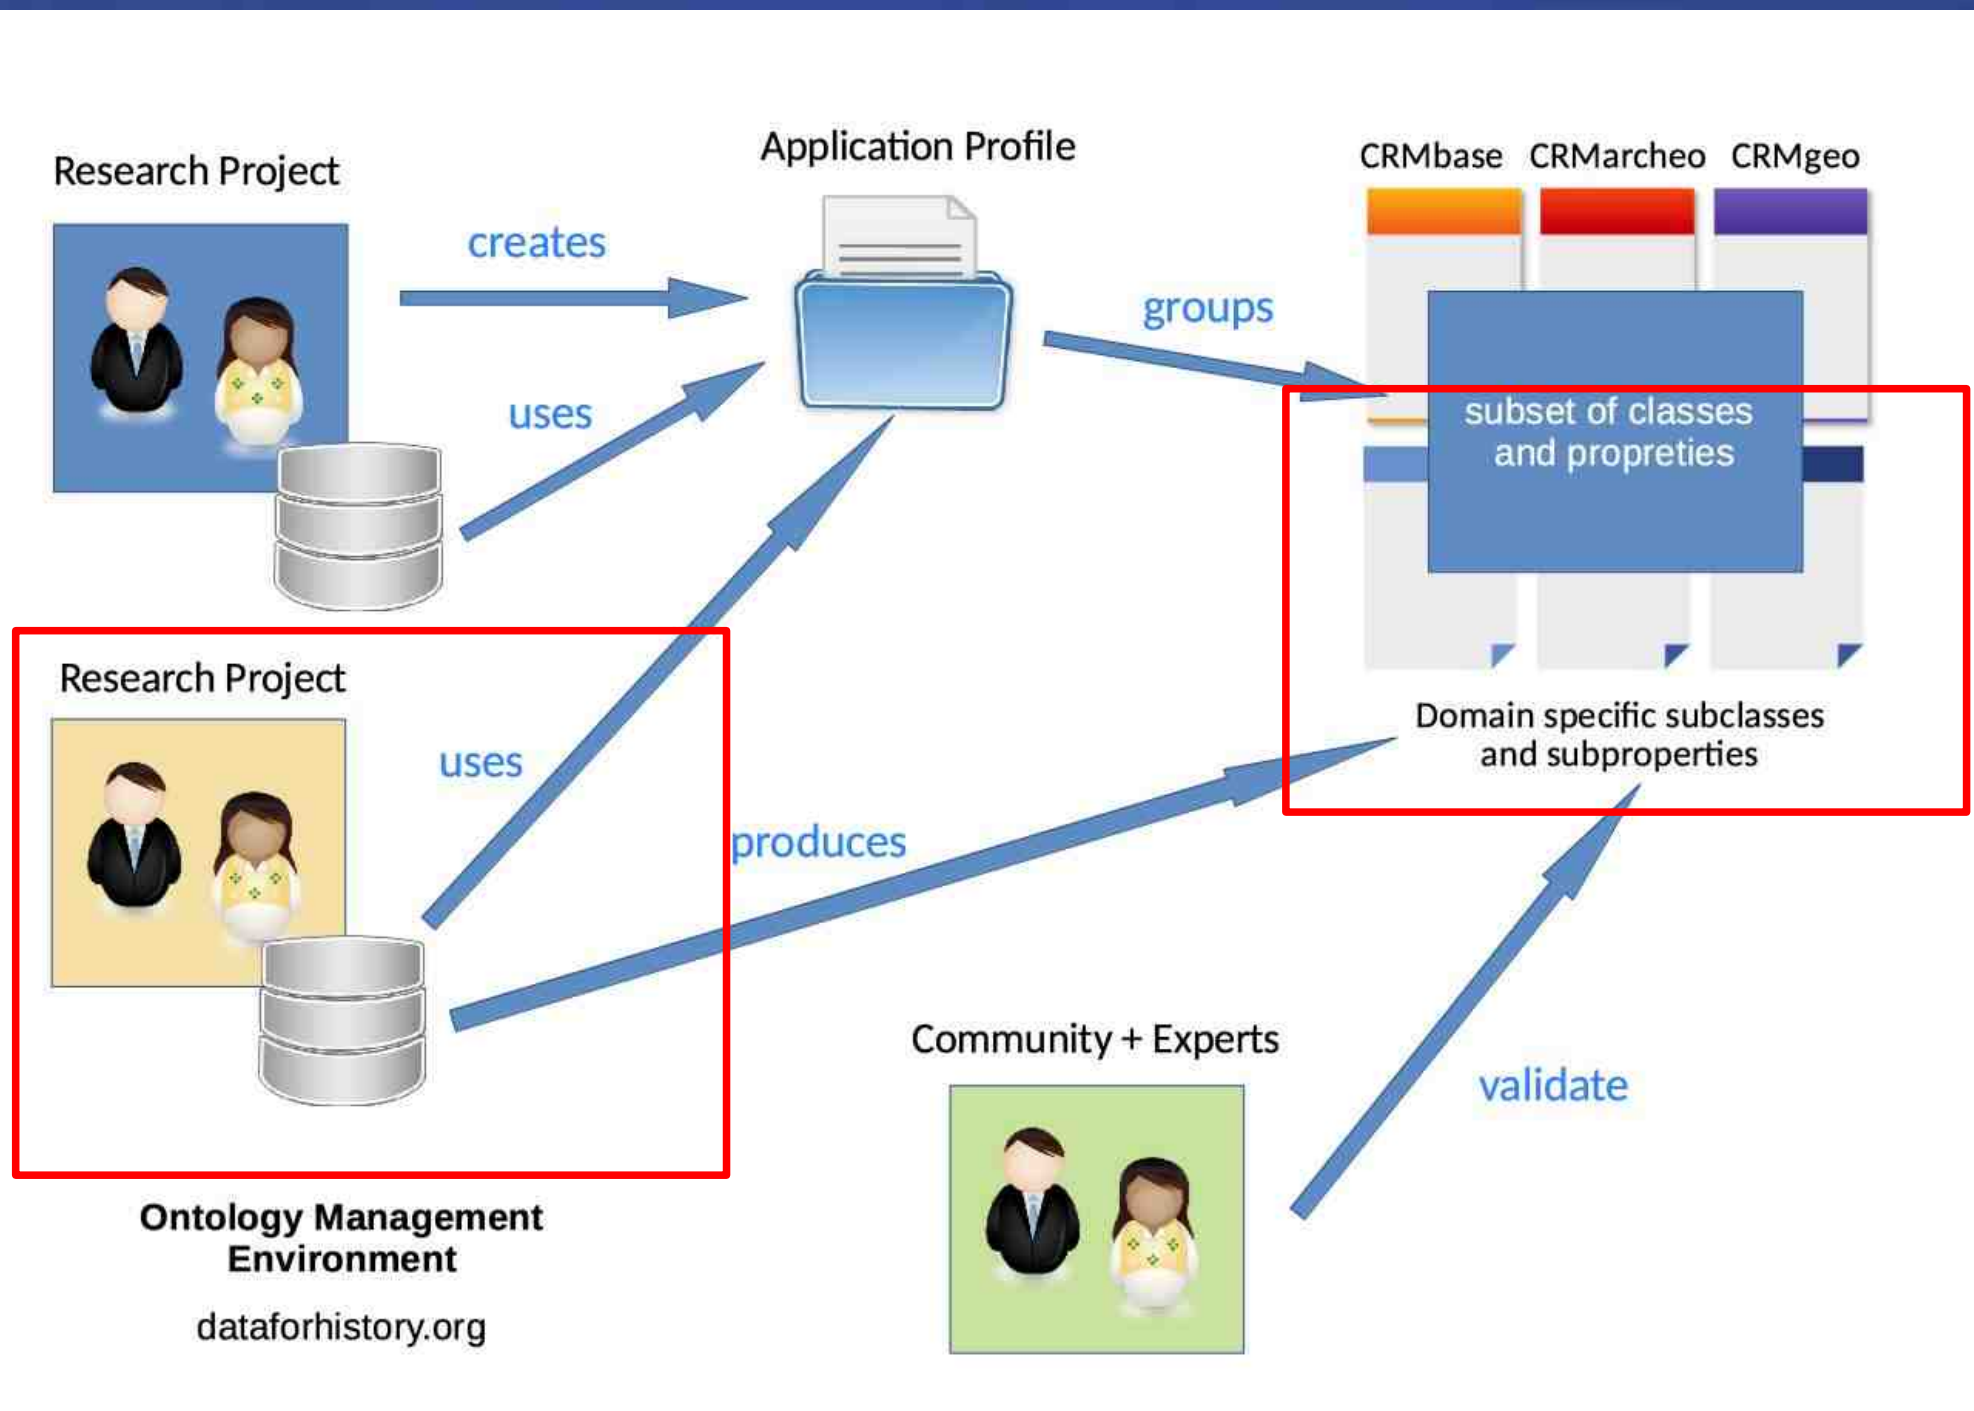 Research Project
Application Profile
CRMbase CRMarcheo CRMgeo
creates
groups
uses
subset of classes
and propreties
Research Project
uses
Domain specific subclasses
and subproperties
produces
Community + Experts
validate
Ontology Management
Environment
dataforhistory.org